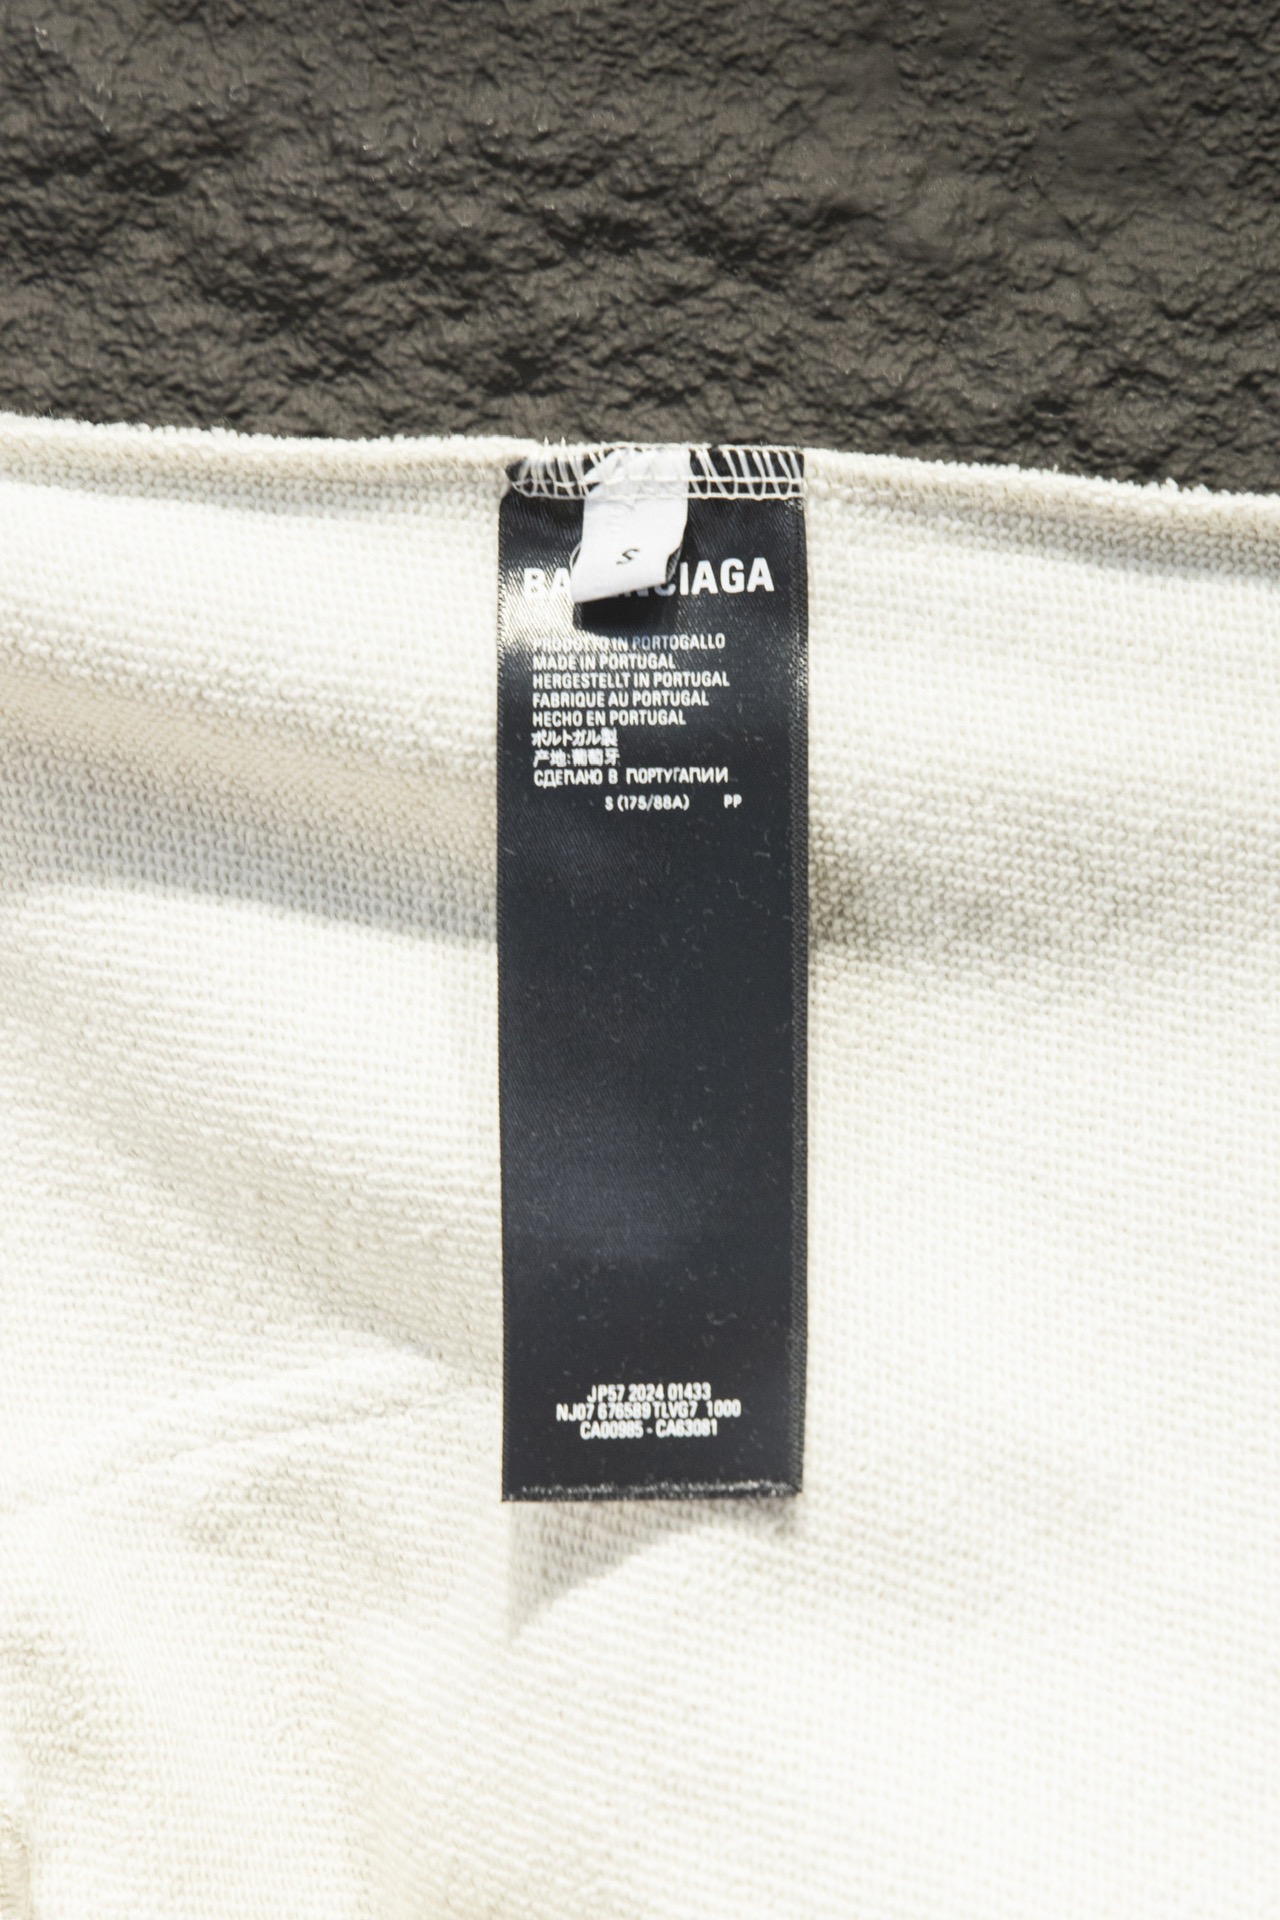 S
BALENCIAGA
PRODOTTO IN PORTOGALLO
MADE IN PORTUGAL
HERGESTELLT IN PORTUGAL
FABRIQUE AU PORTUGAL
HECHO EN PORTUGAL
ポルトガル製
产地:葡萄牙
СДЕЛАНО В ПОРТУГАЛИИ
S (175/88A) PP
JP57 2024 01433
NJ07 676589 TLVG7 1000
CA00985 - CA63081